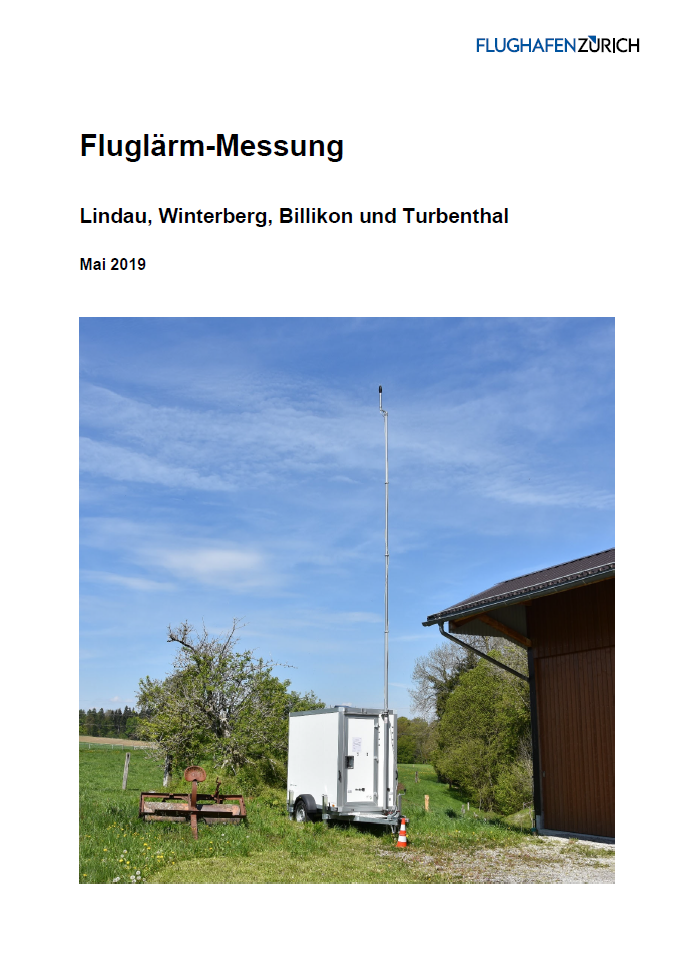 FLUGHAFENZÜRICH
Fluglärm-Messung
Lindau, Winterberg, Billikon und Turbenthal
Mai 2019